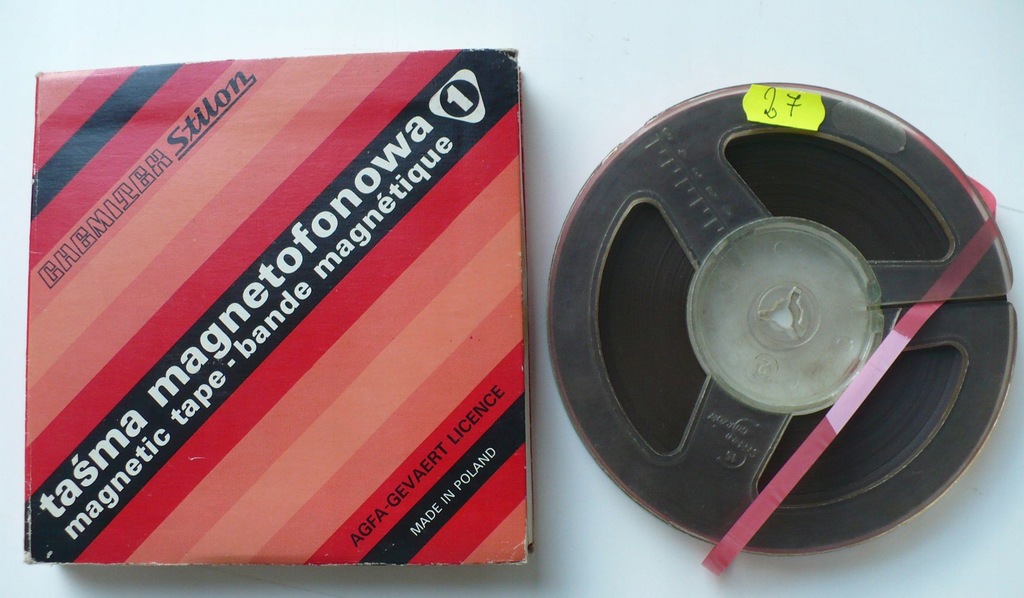 CHEMITEX Stilon
taśma magnetofonowa 1
magnetic tape - bande magnétique
AGFA-GEVAERT LICENCE
MADE IN POLAND
27